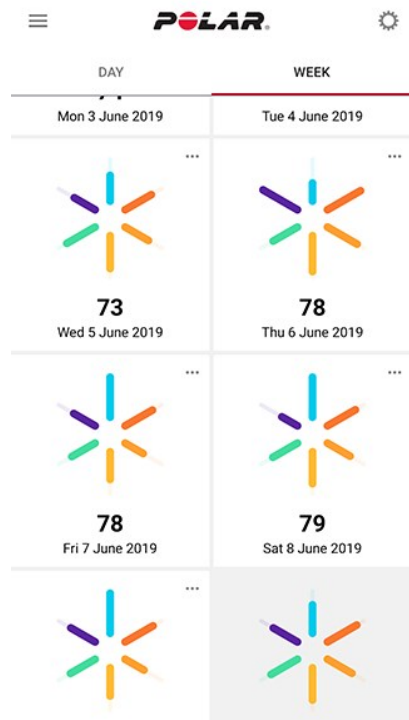 POLAR.
DAY WEEK
Mon 3 June 2019 Tue 4 June 2019
73 78
Wed 5 June 2019 Thu 6 June 2019
78 79
Fri 7 June 2019 Sat 8 June 2019